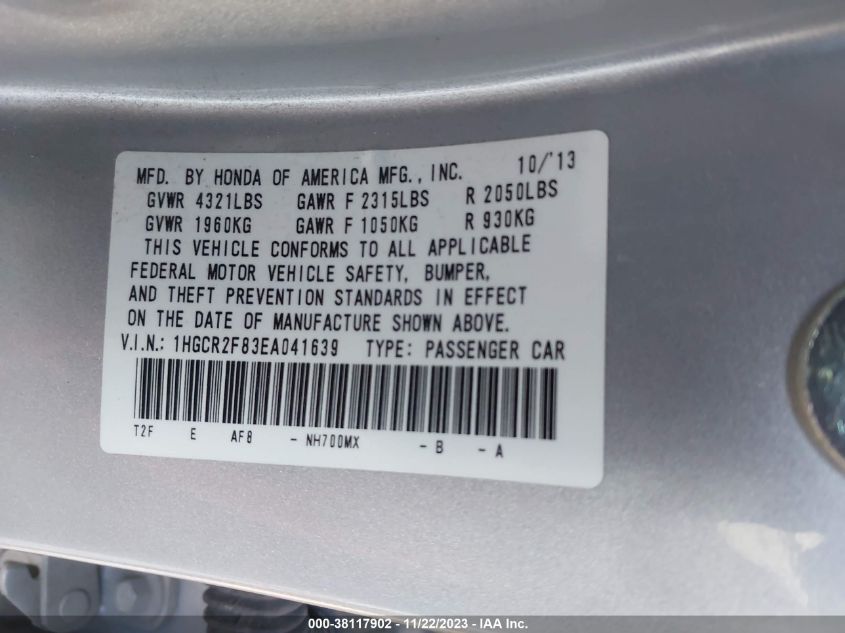 MFD. BY HONDA OF AMERICA MFG., INC. 10/'13
GVWR 4321LBS GAWR F 2315LBS R 2050LBS
GVWR 1960KG GAWR F 1050KG R 930KG
THIS VEHICLE CONFORMS TO ALL APPLICABLE
FEDERAL MOTOR VEHICLE SAFETY, BUMPER,
AND THEFT PREVENTION STANDARDS IN EFFECT
ON THE DATE OF MANUFACTURE SHOWN ABOVE.
V.I.N.: 1HGCR2F83EA041639 TYPE: PASSENGER CAR
T2F E AF8 - NH700MX - B - A
000-38117902 - 11/22/2023 - IAA Inc.